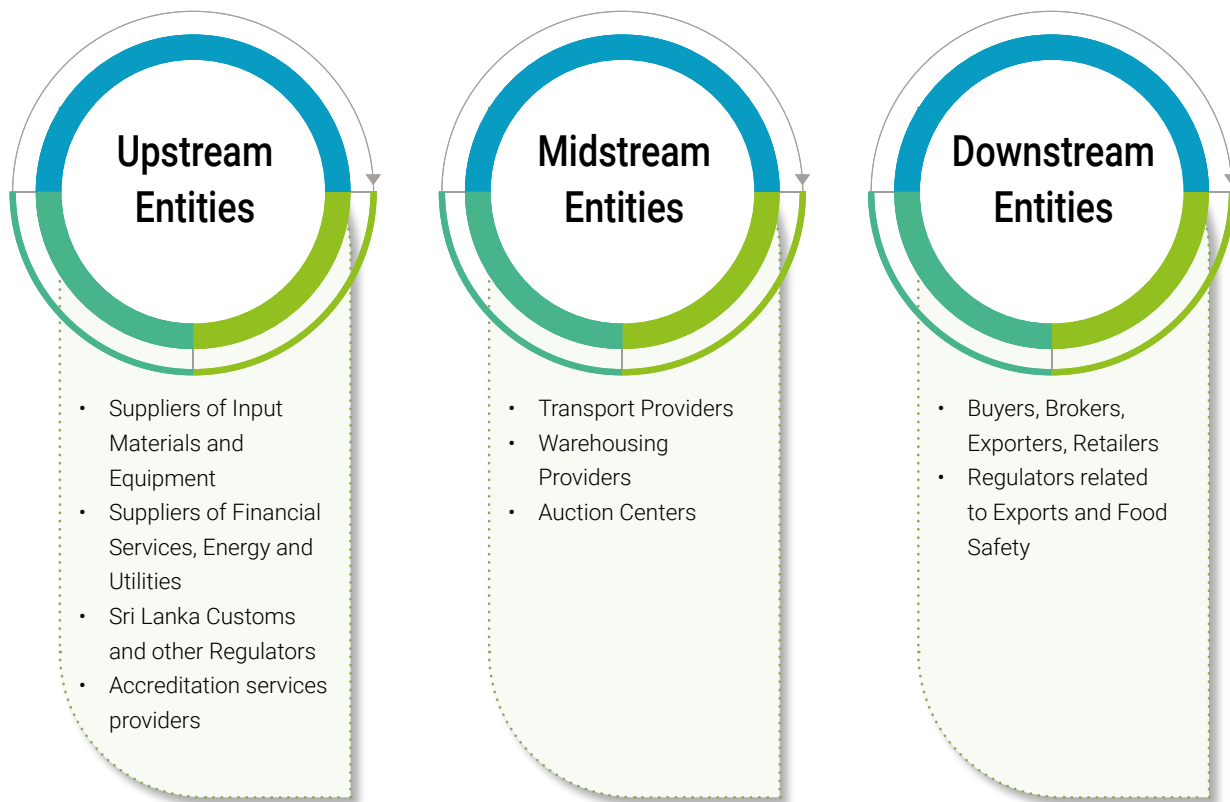 Upstream
Entities
• Suppliers of Input
Materials and
Equipment
• Suppliers of Financial
Services, Energy and
Utilities
• Sri Lanka Customs
and other Regulators
• Accreditation services
providers
Midstream
Entities
• Transport Providers
• Warehousing
Providers
• Auction Centers
Downstream
Entities
• Buyers, Brokers,
Exporters, Retailers
• Regulators related
to Exports and Food
Safety